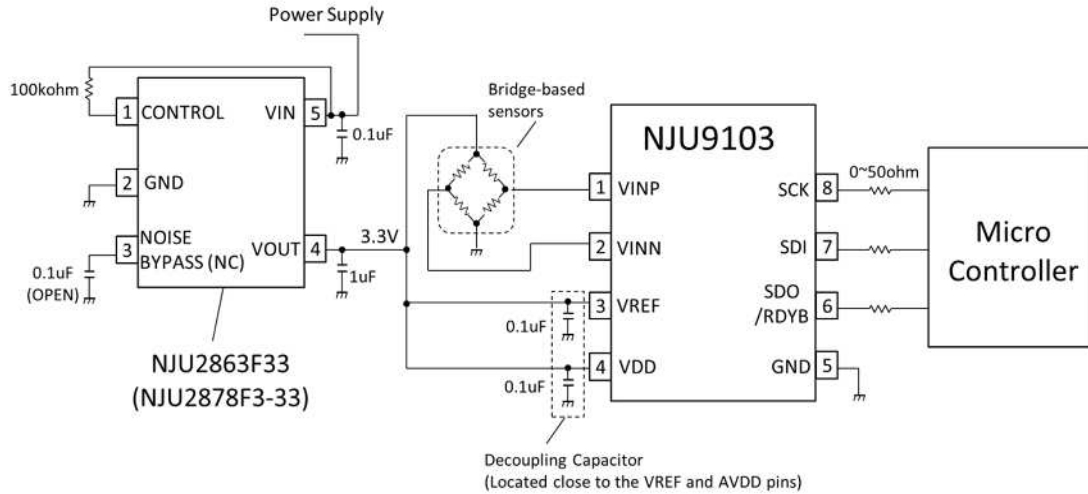 Power Supply
100kohm
1
CONTROL
VIN
5
0.1uF
2
GND
3
NOISE
BYPASS (NC)
VOUT
4
3.3V
1uF
0.1uF
(OPEN)
NJU2863F33
(NJU2878F3-33)
Bridge-based
sensors
NJU9103
1
VINP
SCK
8
0~50ohm
2
VINN
SDI
7
3
VREF
SDO
/RDYB
6
0.1uF
4
VDD
GND
5
0.1uF
Micro
Controller
Decoupling Capacitor
(Located close to the VREF and AVDD pins)